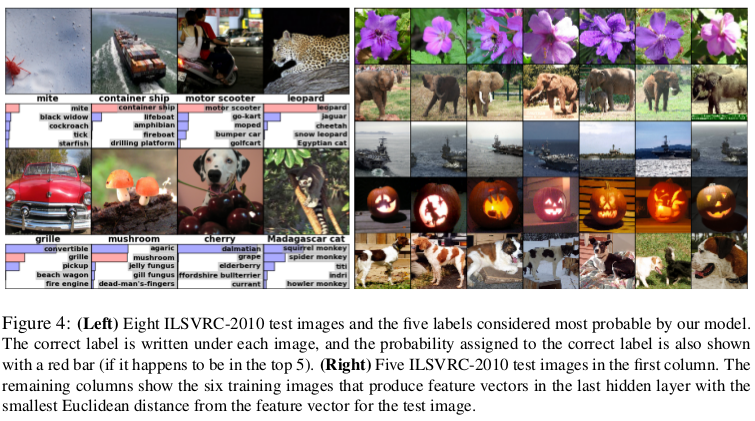 mite
container ship
motor scooter
leopard
mite
black widow
cockroach
tick
starfish
container ship
lifeboat
amphibian
fireboat
drilling platform
motor scooter
go-kart
moped
bumper car
golfcart
leopard
jaguar
cheetah
snow leopard
Egyptian cat
grille
mushroom
cherry
Madagascar cat
convertible
grille
pickup
beach wagon
fire engine
agaric
mushroom
jelly fungus
gill fungus
dead-man's-fingers
dalmatian
grape
elderberry
ffordshire bullterrier
currant
squirrel monkey
spider monkey
titi
indri
howler monkey
Figure 4: (Left) Eight ILSVRC-2010 test images and the five labels considered most probable by our model.
The correct label is written under each image, and the probability assigned to the correct label is also shown
with a red bar (if it happens to be in the top 5). (Right) Five ILSVRC-2010 test images in the first column. The
remaining columns show the six training images that produce feature vectors in the last hidden layer with the
smallest Euclidean distance from the feature vector for the test image.